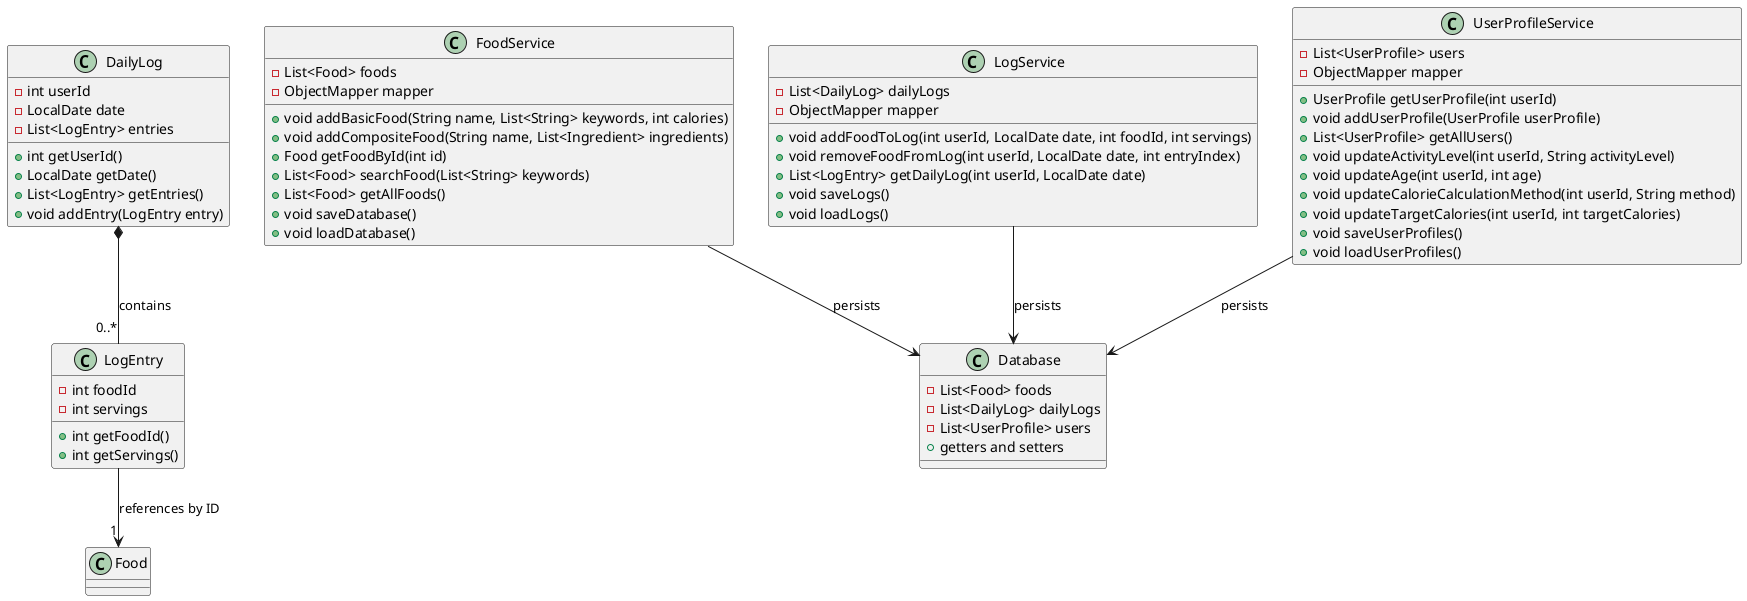 C DailyLog
int userId
LocalDate date
List<LogEntry> entries
int getUserId()
LocalDate getDate()
List<LogEntry> getEntries()
void addEntry(LogEntry entry)
C FoodService
List<Food> foods
ObjectMapper mapper
void addBasicFood(String name, List<String> keywords, int calories)
void addCompositeFood(String name, List<Ingredient> ingredients)
Food getFoodById(int id)
List<Food> searchFood(List<String> keywords)
List<Food> getAllFoods()
void saveDatabase()
void loadDatabase()
C LogService
List<DailyLog> dailyLogs
ObjectMapper mapper
void addFoodToLog(int userId, LocalDate date, int foodId, int servings)
void removeFoodFromLog(int userId, LocalDate date, int entryIndex)
List<LogEntry> getDailyLog(int userId, LocalDate date)
void saveLogs()
void loadLogs()
C UserProfileService
List<UserProfile> users
ObjectMapper mapper
UserProfile getUserProfile(int userId)
void addUserProfile(UserProfile userProfile)
List<UserProfile> getAllUsers()
void updateActivityLevel(int userId, String activityLevel)
void updateAge(int userId, int age)
void updateCalorieCalculationMethod(int userId, String method)
void updateTargetCalories(int userId, int targetCalories)
void saveUserProfiles()
void loadUserProfiles()
contains
0..*
persists
persists
persists
C LogEntry
int foodId
int servings
int getFoodId()
int getServings()
C Database
List<Food> foods
List<DailyLog> dailyLogs
List<UserProfile> users
getters and setters
references by ID
1
C Food